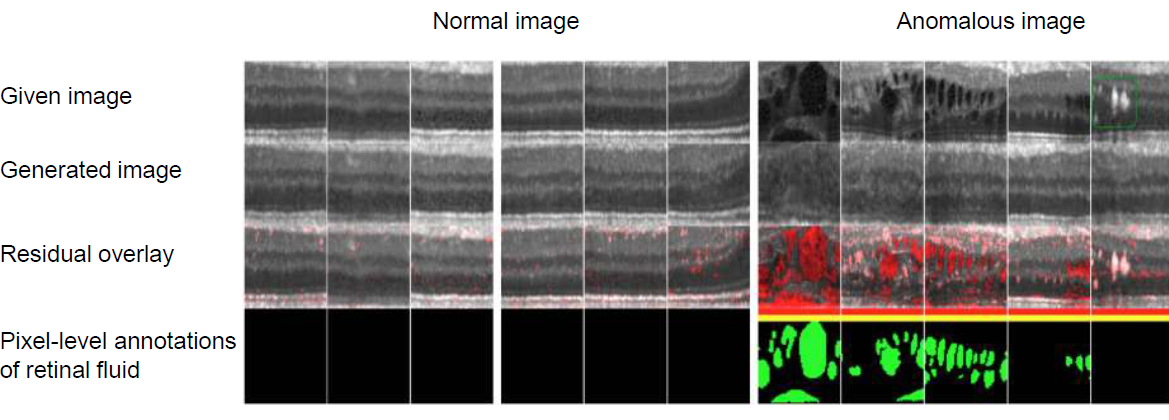 Normal image
Anomalous image
Given image
Generated image
Residual overlay
Pixel-level annotations
of retinal fluid